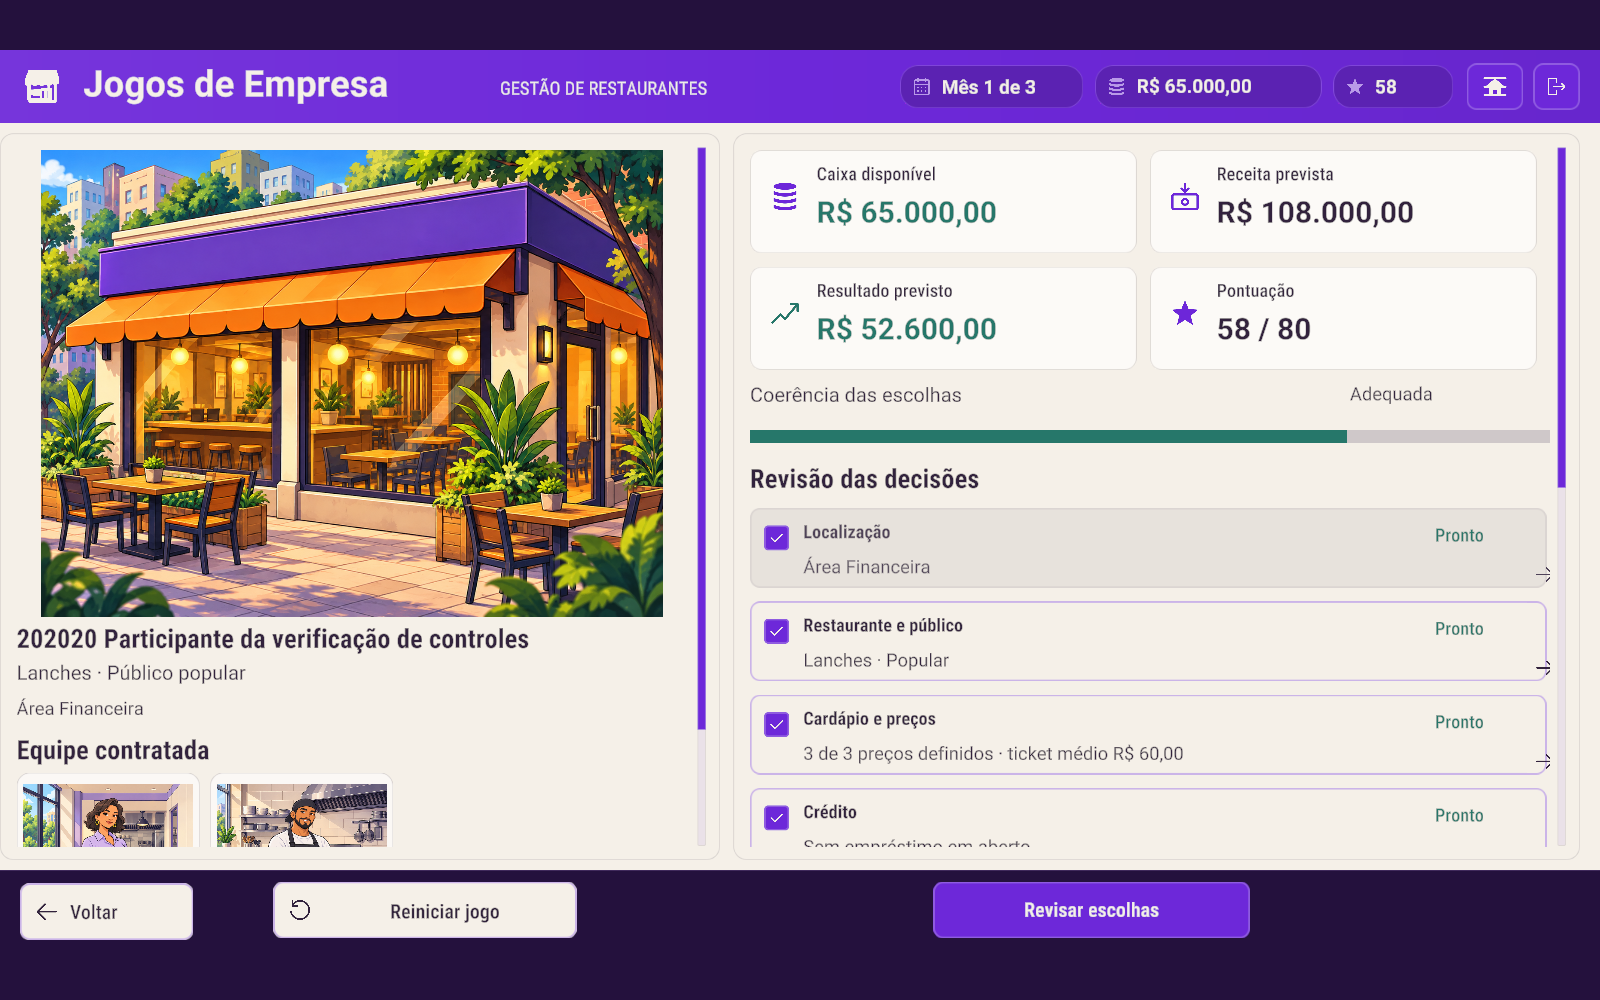 Jogos de Empresa
GESTÃO DE RESTAURANTES
Mês 1 de 3
R$ 65.000,00
58
202020 Participante da verificação de controles
Lanches · Público popular
Área Financeira
Equipe contratada
Caixa disponível
R$ 65.000,00
Receita prevista
R$ 108.000,00
Resultado previsto
R$ 52.600,00
Pontuação
58 / 80
Coerência das escolhas
Adequada
Revisão das decisões
Localização
Pronto
Área Financeira
Restaurante e público
Pronto
Lanches · Popular
Cardápio e preços
Pronto
3 de 3 preços definidos · ticket médio R$ 60,00
Crédito
Pronto
Sem empréstimo em aberto
Voltar
Reiniciar jogo
Revisar escolhas